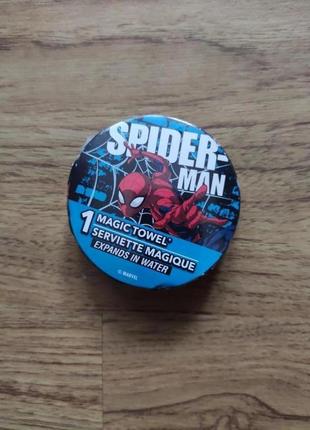 SPIDER-
MAN
1 MAGIC TOWEL*
SERVIETTE MAGIQUE
EXPANDS IN WATER
© MARVEL